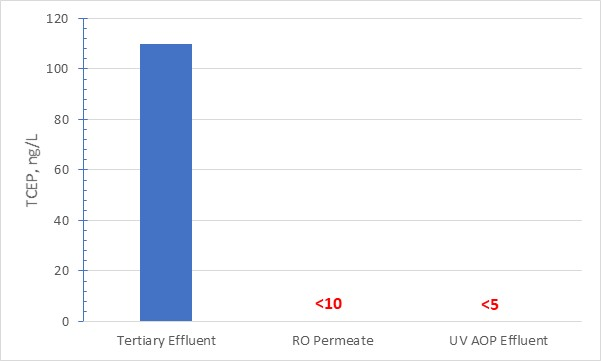 120
100
80
60
40
20
0
TCEP, ng/L
<10
<5
Tertiary Effluent
RO Permeate
UV AOP Effluent